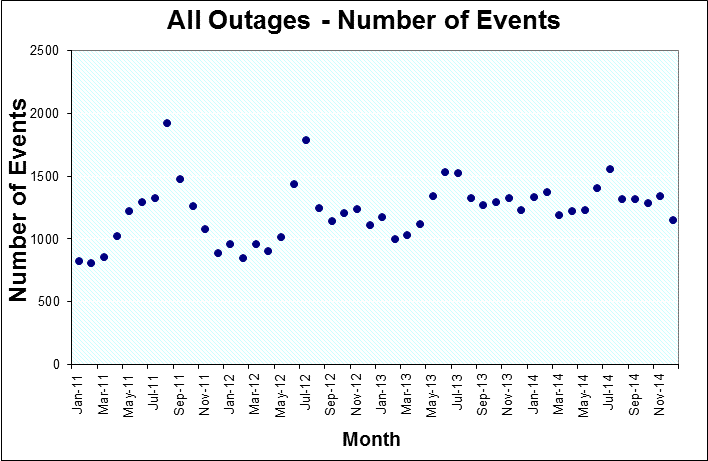 All Outages - Number of Events
Number of Events
2500
2000
1500
1000
500
0
Jan-11
Mar-11
May-11
Jul-11
Sep-11
Nov-11
Jan-12
Mar-12
May-12
Jul-12
Sep-12
Nov-12
Jan-13
Mar-13
May-13
Jul-13
Sep-13
Nov-13
Jan-14
Mar-14
May-14
Jul-14
Sep-14
Nov-14
Month